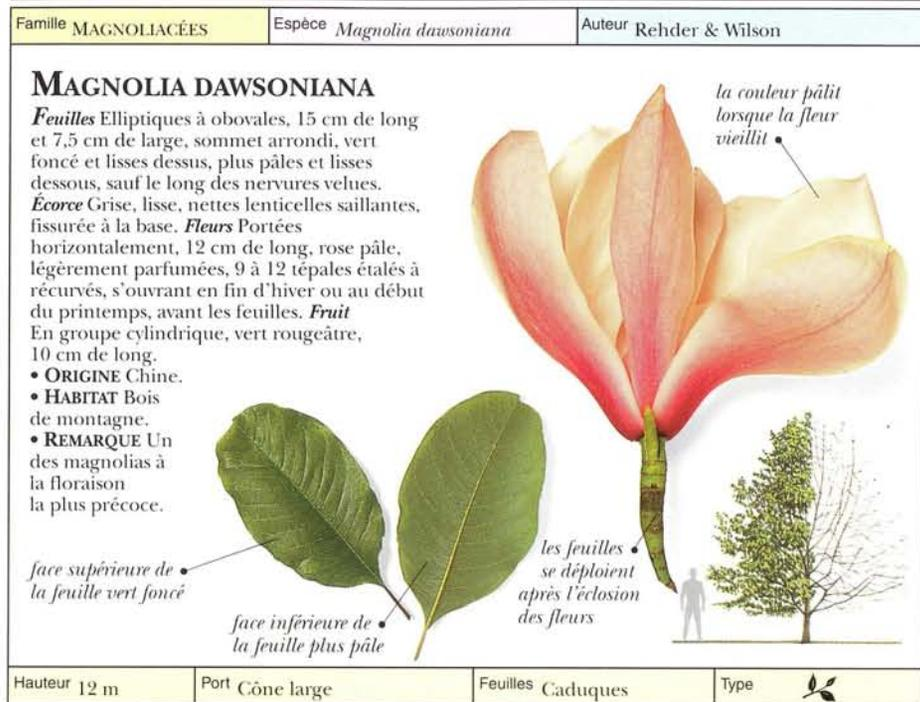 Famille MAGNOLIACÉES
Espèce Magnolia dawsoniana
Auteur Rehder & Wilson
MAGNOLIA DAWSONIANA
Feuilles Elliptiques à obovales, 15 cm de long
et 7,5 cm de large, sommet arrondi, vert
foncé et lisses dessus, plus pâles et lisses
dessous, sauf le long des nervures velues.
Écorce Grise, lisse, nettes lenticelles saillantes,
fissurée à la base. Fleurs Portées
horizontalement, 12 cm de long, rose pâle,
légèrement parfumées, 9 à 12 tépales étalés à
récurvés, s'ouvrant en fin d'hiver ou au début
du printemps, avant les feuilles. Fruit
En groupe cylindrique, vert rougeâtre,
10 cm de long.
• ORIGINE Chine.
• HABITAT Bois
de montagne.
• REMARQUE Un
des magnolias à
la floraison
la plus précoce.
la couleur pâlit
lorsque la fleur
vieillit
face supérieure de
la feuille vert foncé
face inférieure de
la feuille plus pâle
les feuilles
se déploient
après l'éclosion
des fleurs
Hauteur 12 m
Port Cône large
Feuilles Caduques
Type